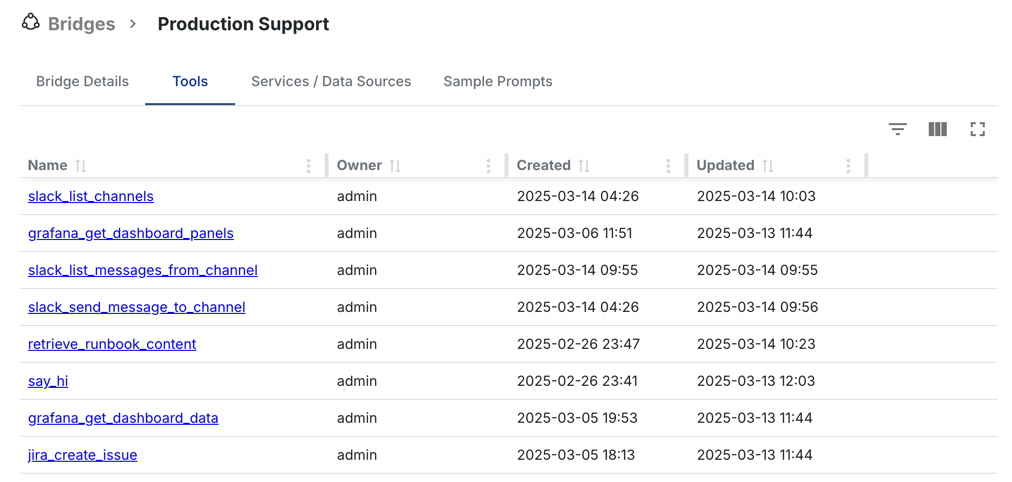 Bridges > Production Support
Bridge Details Tools Services / Data Sources Sample Prompts
Name Owner Created Updated
slack_list_channels admin 2025-03-14 04:26 2025-03-14 10:03
grafana_get_dashboard_panels admin 2025-03-06 11:51 2025-03-13 11:44
slack_list_messages_from_channel admin 2025-03-14 09:55 2025-03-14 09:55
slack_send_message_to_channel admin 2025-03-14 04:26 2025-03-14 09:56
retrieve_runbook_content admin 2025-02-26 23:47 2025-03-14 10:23
say_hi admin 2025-02-26 23:41 2025-03-13 12:03
grafana_get_dashboard_data admin 2025-03-05 19:53 2025-03-13 11:44
jira_create_issue admin 2025-03-05 18:13 2025-03-13 11:44